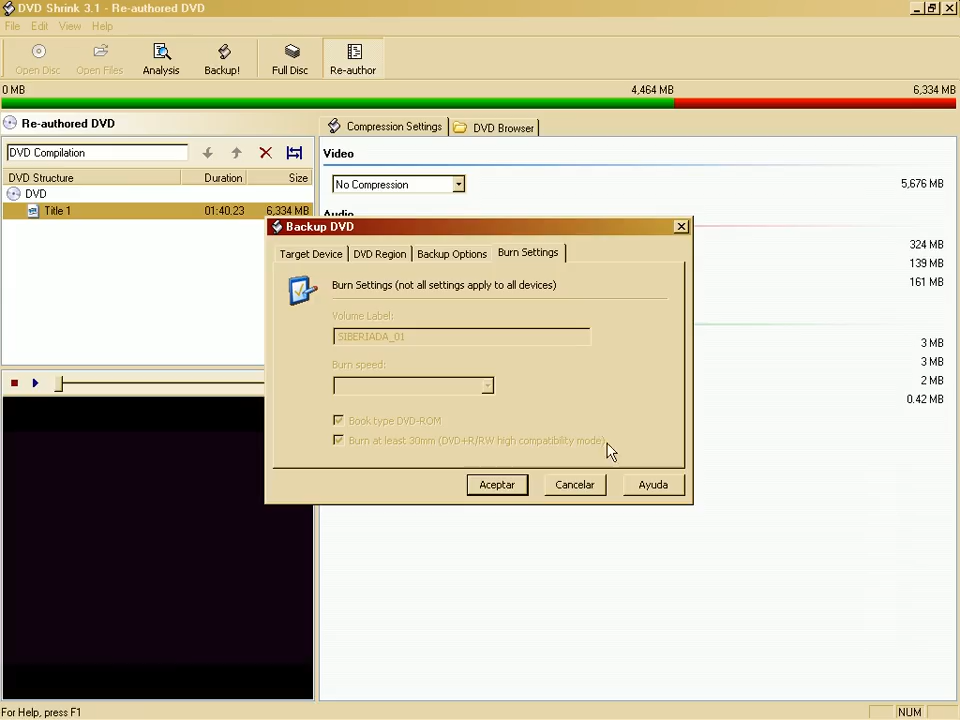 DVD Shrink 3.1 - Re-authored DVD
File Edit View Help
Open Disc Open Files Analysis Backup! Full Disc Re-author
0 MB 4,464 MB 6,334 MB
Re-authored DVD
Compression Settings DVD Browser
DVD Compilation
Video
DVD Structure Duration Size
No Compression 5,676 MB
DVD
Title 1 01:40.23 6,334 MB
Audio
Backup DVD
324 MB
Target Device DVD Region Backup Options Burn Settings
139 MB
161 MB
Burn Settings (not all settings apply to all devices)
Volume Label:
SIBERIADA_01
3 MB
Burn speed:
3 MB
2 MB
0.42 MB
Book type DVD-ROM
Burn at least 30mm (DVD+R/RW high compatibility mode)
Aceptar Cancelar Ayuda
For Help, press F1 NUM